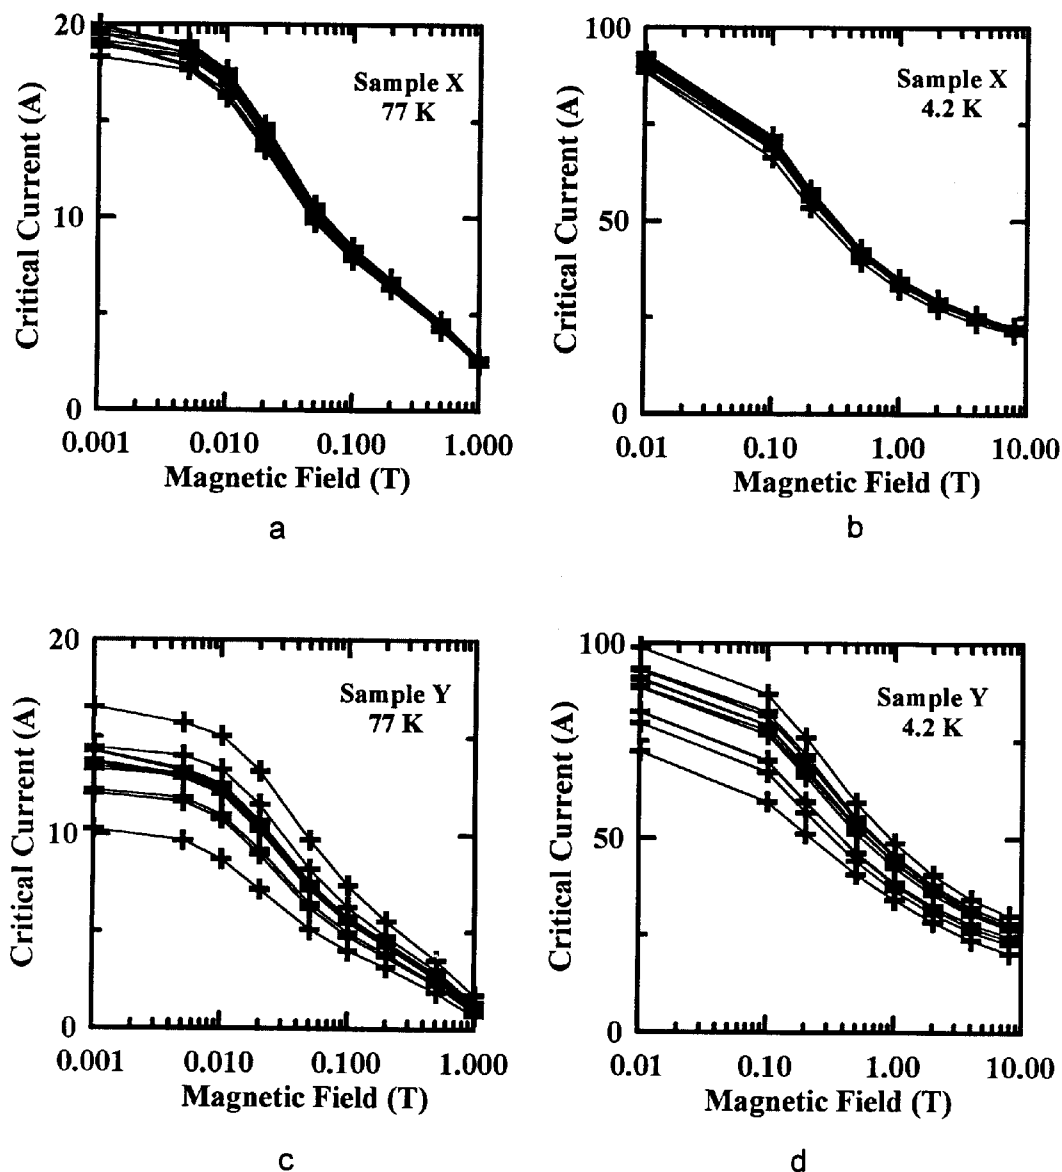 20
10
0
Critical Current (A)
Sample X
77 K
0.001 0.010 0.100 1.000
Magnetic Field (T)
a
100
50
0
Critical Current (A)
Sample X
4.2 K
0.01 0.10 1.00 10.00
Magnetic Field (T)
b
20
10
0
Critical Current (A)
Sample Y
77 K
0.001 0.010 0.100 1.000
Magnetic Field (T)
c
100
50
0
Critical Current (A)
Sample Y
4.2 K
0.01 0.10 1.00 10.00
Magnetic Field (T)
d